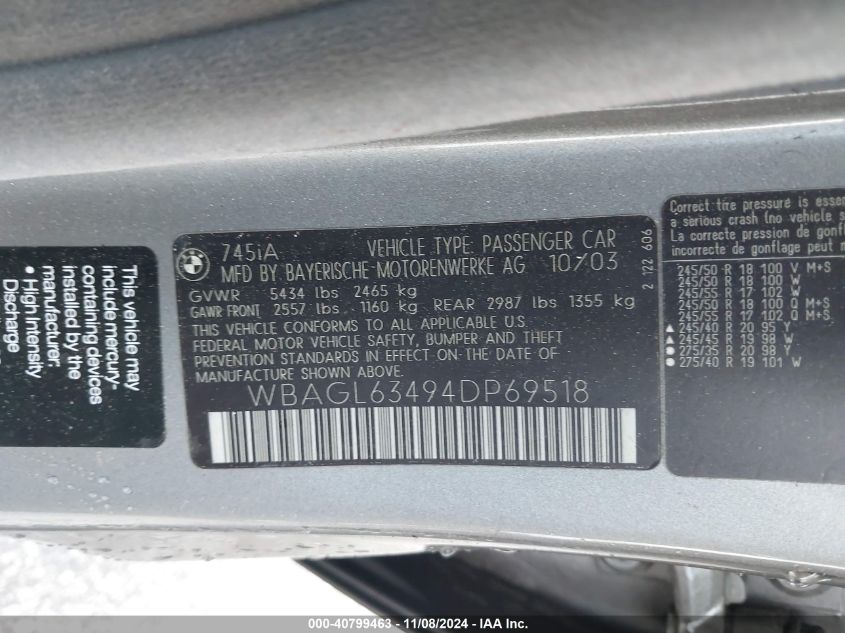 vehicle may
include mercury-
containing devices
installed by the
manufacturer.
• High Intensity
Discharge
745iA VEHICLE TYPE: PASSENGER CAR
MFD BY BAYERISCHE-MOTORENWERKE AG 10/03
GVWR 5434 lbs 2465 kg
GAWR FRONT 2557 lbs 1160 kg REAR 2987 lbs 1355 kg
THIS VEHICLE CONFORMS TO ALL APPLICABLE U.S.
FEDERAL MOTOR VEHICLE SAFETY, BUMPER AND THEFT
PREVENTION STANDARDS IN EFFECT ON THE DATE OF
MANUFACTURE SHOWN ABOVE.
WBAGL63494DP69518
2 122 606
Correct tire pressure is
a serious crash (no vehicle
La correcte pression de
incorrecte de gonflage peut
245/50 R 18 100 V M+S
245/50 R 18 100 W
245/55 R 17 102 W
245/50 R 18 100 Q M+S
245/55 R 17 102 Q M+S
▲ 245/40 R 20 95 Y
▲ 245/45 R 19 98 W
● 275/35 R 20 98 Y
● 275/40 R 19 101 W
000-40799463 - 11/08/2024 - IAA Inc.